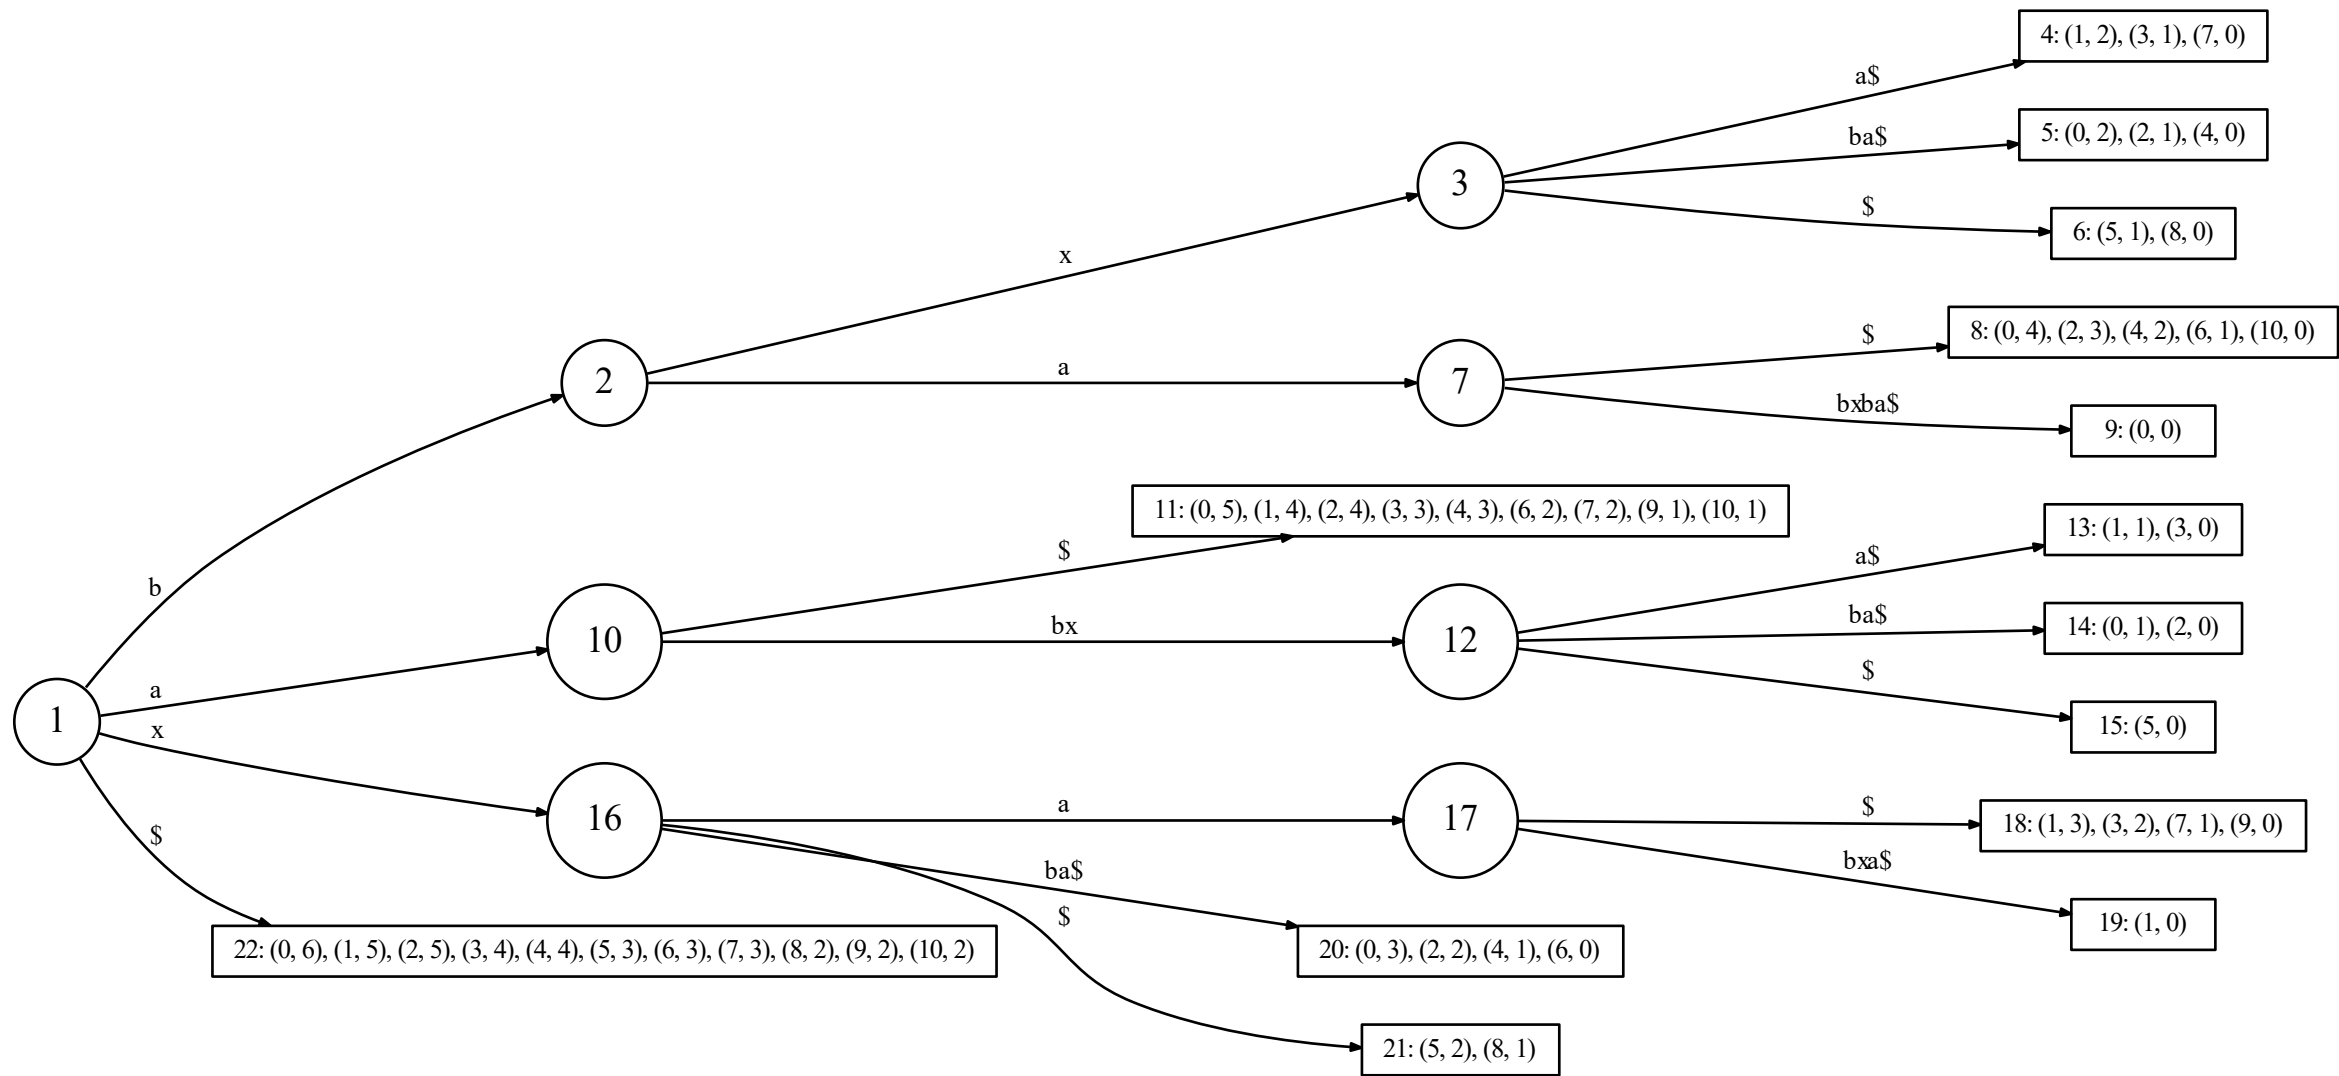 4: (1, 2), (3, 1), (7, 0)
a$
5: (0, 2), (2, 1), (4, 0)
ba$
3
$
6: (5, 1), (8, 0)
x
8: (0, 4), (2, 3), (4, 2), (6, 1), (10, 0)
$
2
a
7
bxba$
9: (0, 0)
11: (0, 5), (1, 4), (2, 4), (3, 3), (4, 3), (6, 2), (7, 2), (9, 1), (10, 1)
13: (1, 1), (3, 0)
$
a$
b
10
bx
12
ba$
14: (0, 1), (2, 0)
$
a
15: (5, 0)
1
x
16
a
17
$
18: (1, 3), (3, 2), (7, 1), (9, 0)
$
ba$
bxa$
$
19: (1, 0)
22: (0, 6), (1, 5), (2, 5), (3, 4), (4, 4), (5, 3), (6, 3), (7, 3), (8, 2), (9, 2), (10, 2)
20: (0, 3), (2, 2), (4, 1), (6, 0)
21: (5, 2), (8, 1)